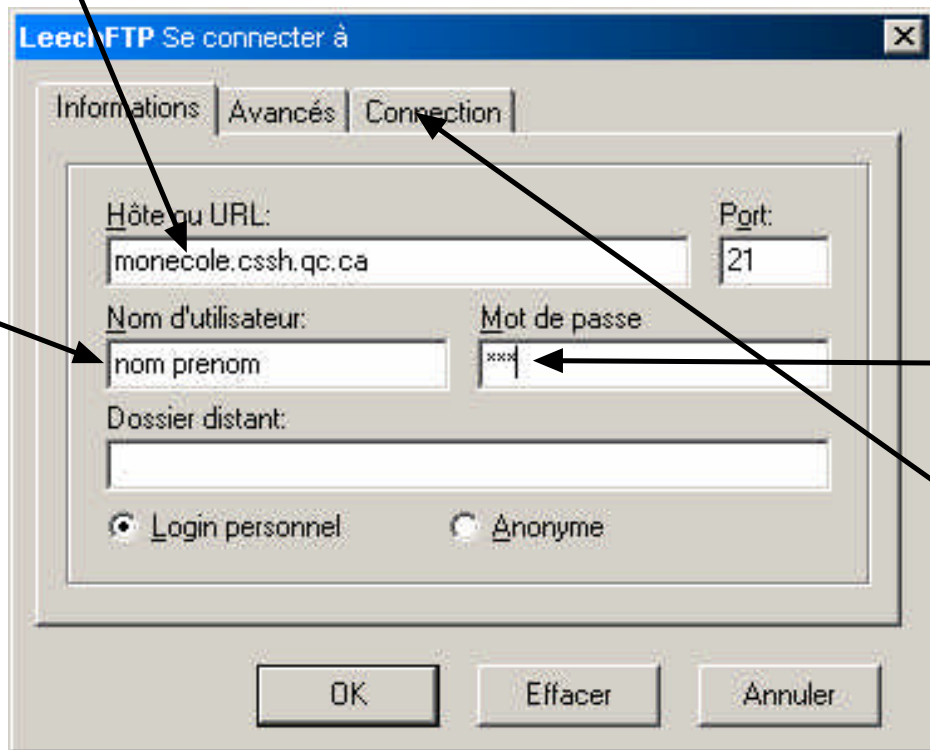 LeechFTP Se connecter à
Informations Avancés Connection
Hôte ou URL: Port:
monecole.cssh.qc.ca 21
Nom d'utilisateur: Mot de passe
nom prenom ***
Dossier distant:
Login personnel Anonyme
OK Effacer Annuler